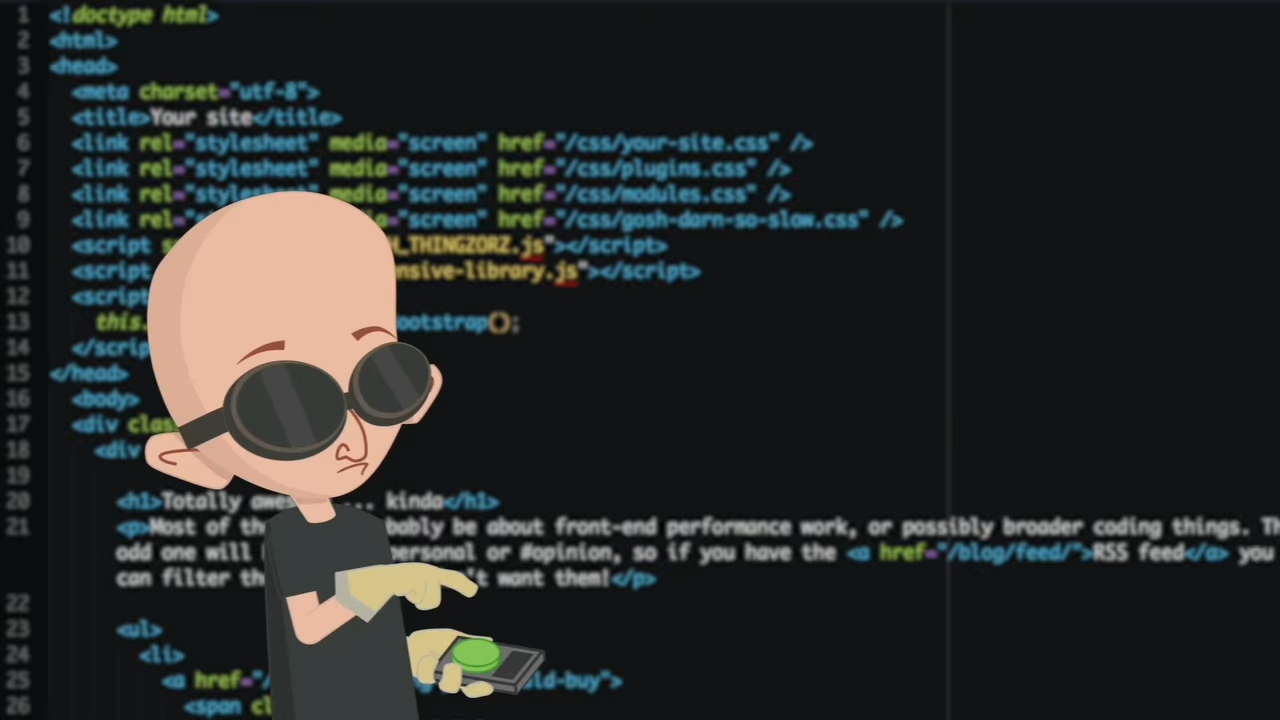 1 <!doctype html>
2 <html>
3 <head>
4 <meta charset="utf-8">
5 <title>Your site</title>
6 <link rel="stylesheet" media="screen" href="/css/your-site.css" />
7 <link rel="stylesheet" media="screen" href="/css/plugins.css" />
8 <link rel="stylesheet" media="screen" href="/css/modules.css" />
9 <link rel= media="screen" href="/css/gosh-darn-so-slow.css" />
10 <script THINGZORZ.js"></script>
11 <script nsive-library.js"></script>
12 <script
13 this. ootstrap();
14 </scrip
15 </head>
16 <body>
17 <div clas
18 <div
19
20 <h1>Totally awes ... kinda</h1>
21 <p>Most of th bably be about front-end performance work, or possibly broader coding things. Th
odd one will personal or #opinion, so if you have the <a href="/blog/feed/">RSS feed</a> you
can filter the 't want them!</p>
22
23 <ul>
24 <li>
25 <a href="/ ld-buy">
26 <span cl